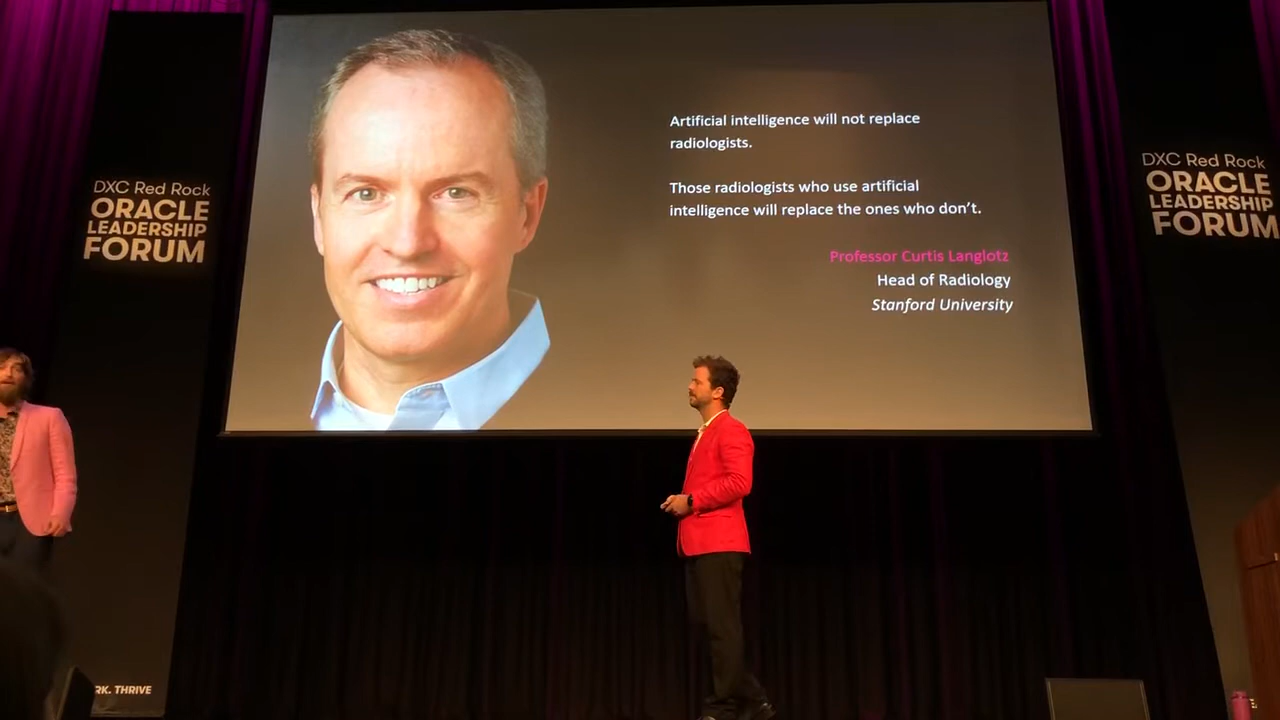 Artificial intelligence will not replace
radiologists.
Those radiologists who use artificial
intelligence will replace the ones who don't.
Professor Curtis Langlotz
Head of Radiology
Stanford University
DXC Red Rock
ORACLE
LEADERSHIP
FORUM
DXC Red Rock
ORACLE
LEADERSHIP
FORUM
RK. THRIVE